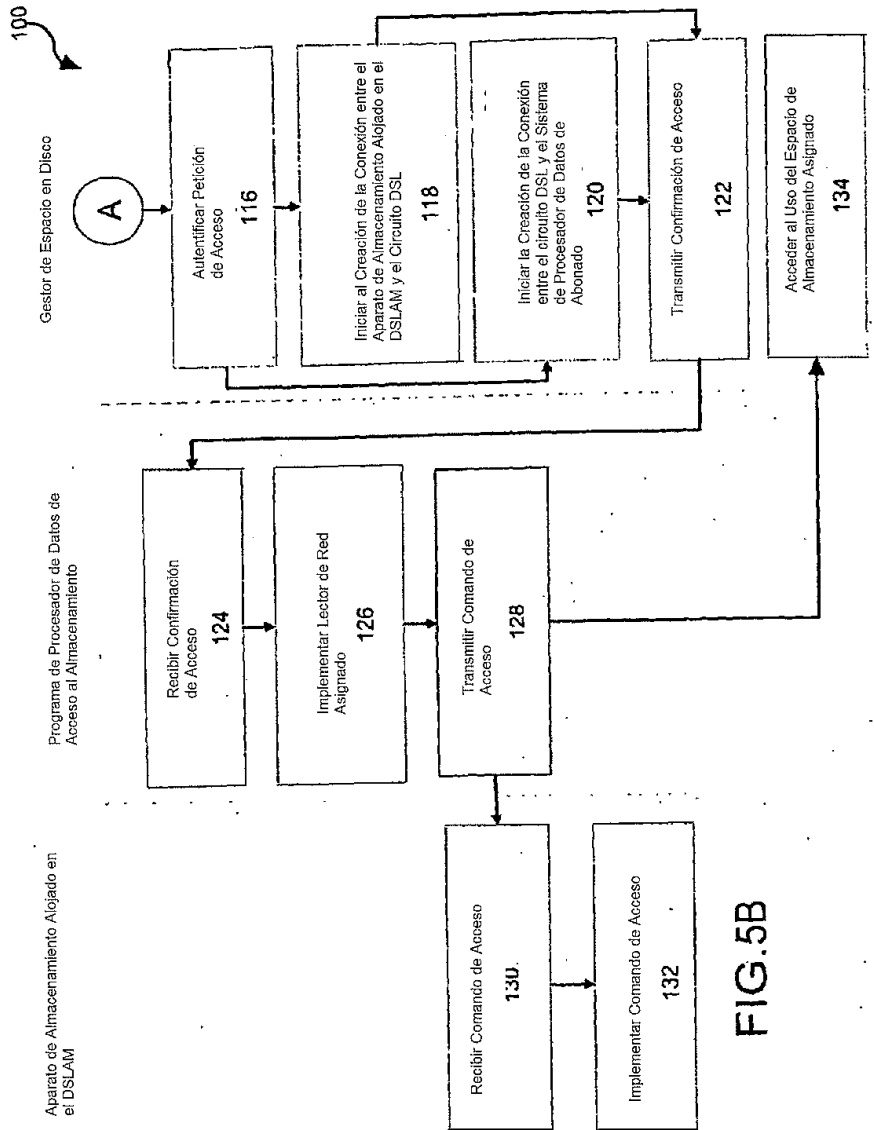 100
Gestor de Espacio en Disco
A
Autentificar Petición
de Acceso
116
Iniciar al Creación de la Conexión entre el
Aparato de Almacenamiento Alojado en el
DSLAM y el Circuito DSL
118
Iniciar la Creación de la Conexión
entre el circuito DSL y el Sistema
de Procesador de Datos de
Abonado
120
Transmitir Confirmación de Acceso
122
Acceder al Uso del Espacio de
Almacenamiento Asignado
134
Programa de Procesador de Datos de
Acceso al Almacenamiento
Recibir Confirmación
de Acceso
124
Implementar Lector de Red
Asignado
126
Transmitir Comando de
Acceso
128
Aparato de Almacenamiento Alojado en
el DSLAM
Recibir Comando de Acceso
130
Implementar Comando de Acceso
132
FIG.5B